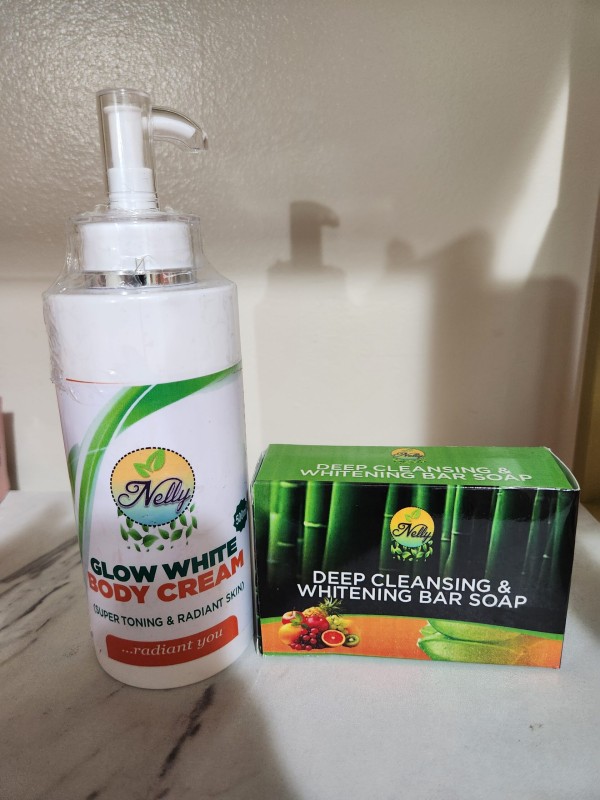 Nelly
GLOW WHITE
BODY CREAM
(SUPER TONING & RADIANT SKIN)
...radiant you
Nelly
DEEP CLEANSING &
WHITENING BAR SOAP
Nelly
DEEP CLEANSING &
WHITENING BAR SOAP